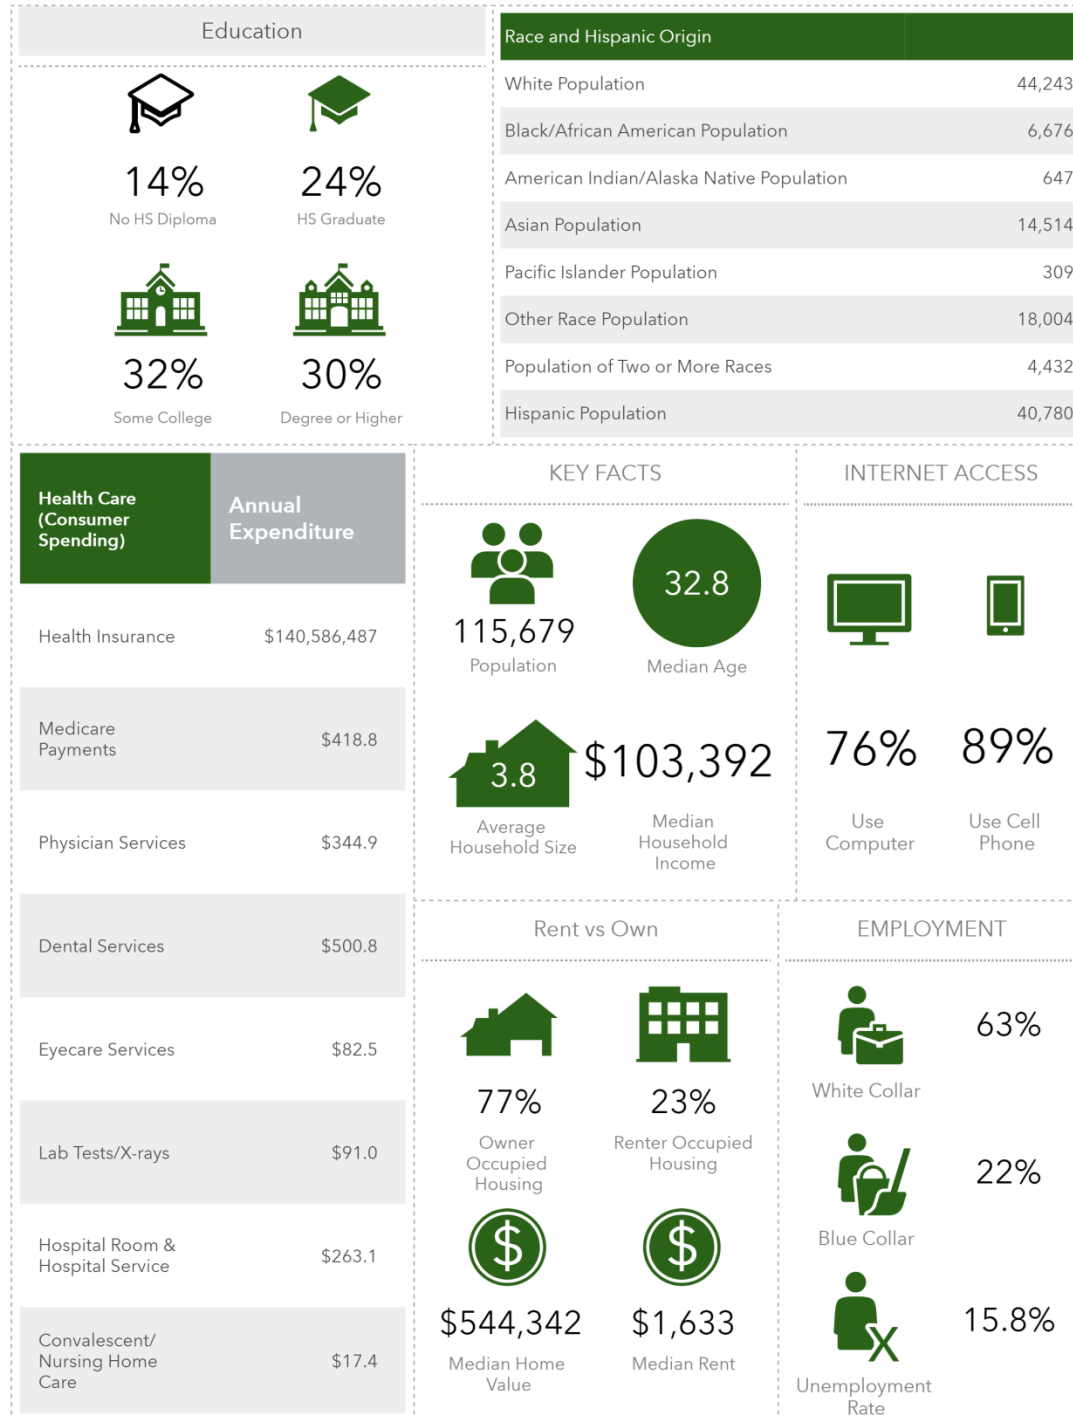 Education
14%
24%
No HS Diploma
HS Graduate
32%
30%
Some College
Degree or Higher
Race and Hispanic Origin
White Population 44,243
Black/African American Population 6,676
American Indian/Alaska Native Population 647
Asian Population 14,514
Pacific Islander Population 309
Other Race Population 18,004
Population of Two or More Races 4,432
Hispanic Population 40,780
Health Care
(Consumer
Spending)
Annual
Expenditure
Health Insurance $140,586,487
Medicare
Payments
$418.8
Physician Services $344.9
Dental Services $500.8
Eyecare Services $82.5
Lab Tests/X-rays $91.0
Hospital Room &
Hospital Service
$263.1
Convalescent/
Nursing Home
Care
$17.4
KEY FACTS
115,679
Population
32.8
Median Age
3.8
Average
Household Size
$103,392
Median
Household
Income
INTERNET ACCESS
76%
89%
Use
Computer
Use Cell
Phone
Rent vs Own
77%
23%
Owner
Occupied
Housing
Renter Occupied
Housing
$
$
$544,342
$1,633
Median Home
Value
Median Rent
EMPLOYMENT
63%
White Collar
22%
Blue Collar
X
15.8%
Unemployment
Rate